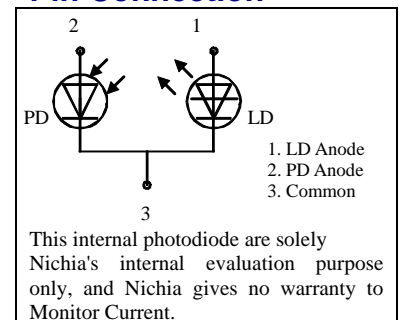 Pin Connection
2 1
PD LD
1. LD Anode
2. PD Anode
3. Common
3
This internal photodiode are solely
Nichia's internal evaluation purpose
only, and Nichia gives no warranty to
Monitor Current.